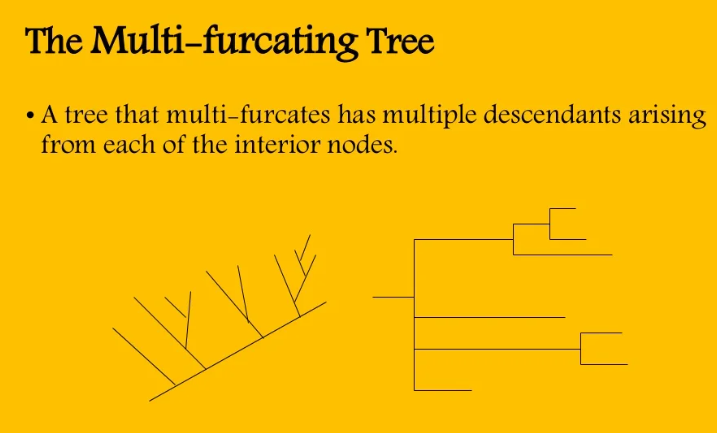 The Multi-furcating Tree
• A tree that multi-furcates has multiple descendants arising
from each of the interior nodes.